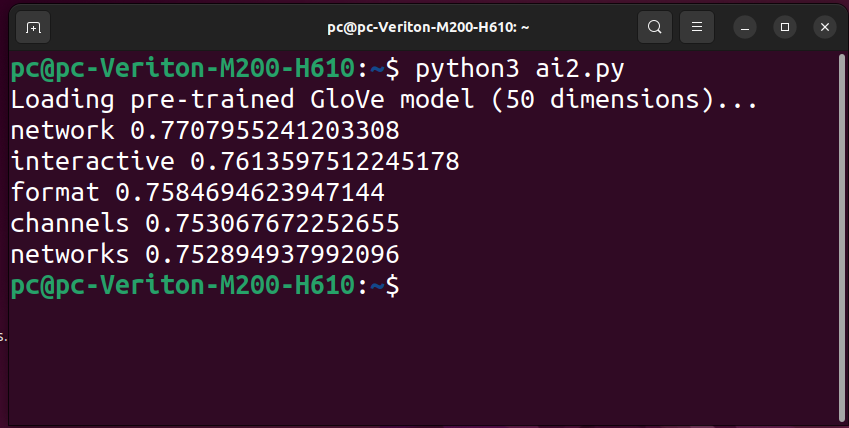 pc@pc-Veriton-M200-H610: ~
pc@pc-Veriton-M200-H610:~$ python3 ai2.py
Loading pre-trained GloVe model (50 dimensions)...
network 0.7707955241203308
interactive 0.7613597512245178
format 0.7584694623947144
channels 0.753067672252655
networks 0.752894937992096
pc@pc-Veriton-M200-H610:~$
s.